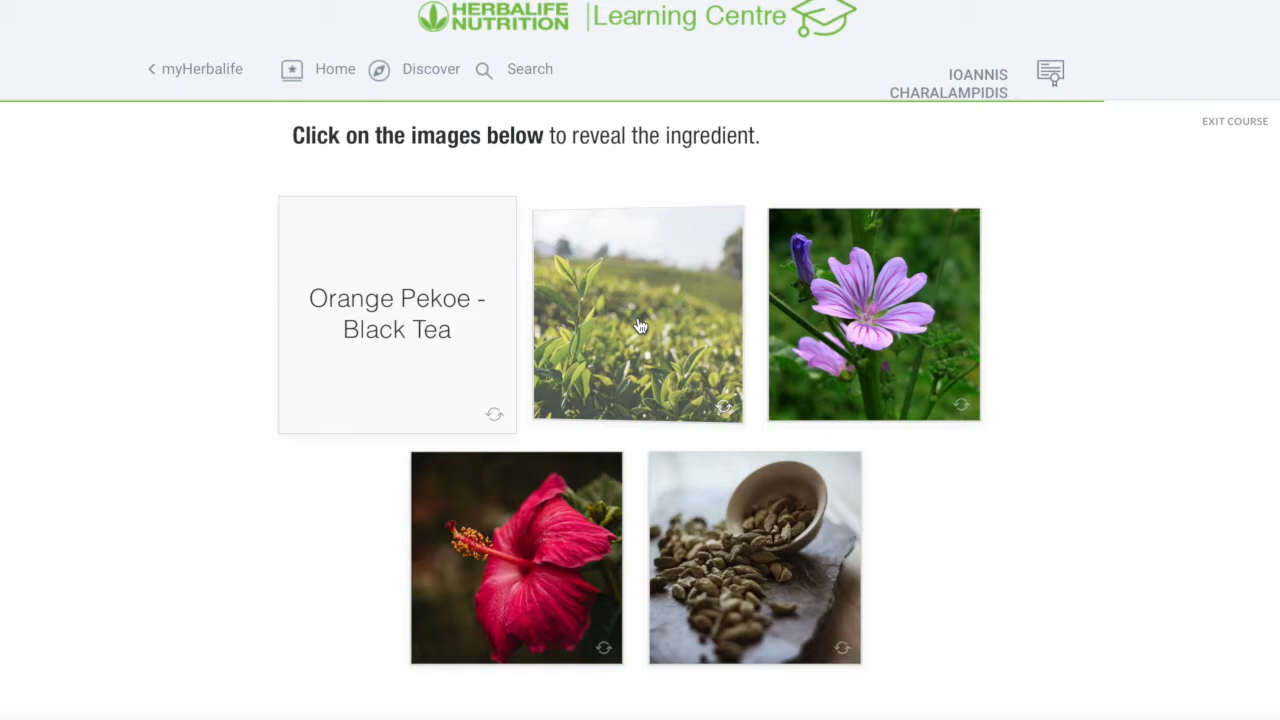 HERBALIFE
NUTRITION
Learning Centre
myHerbalife
Home
Discover
Search
IOANNIS
CHARALAMPIDIS
EXIT COURSE
Click on the images below to reveal the ingredient.
Orange Pekoe -
Black Tea